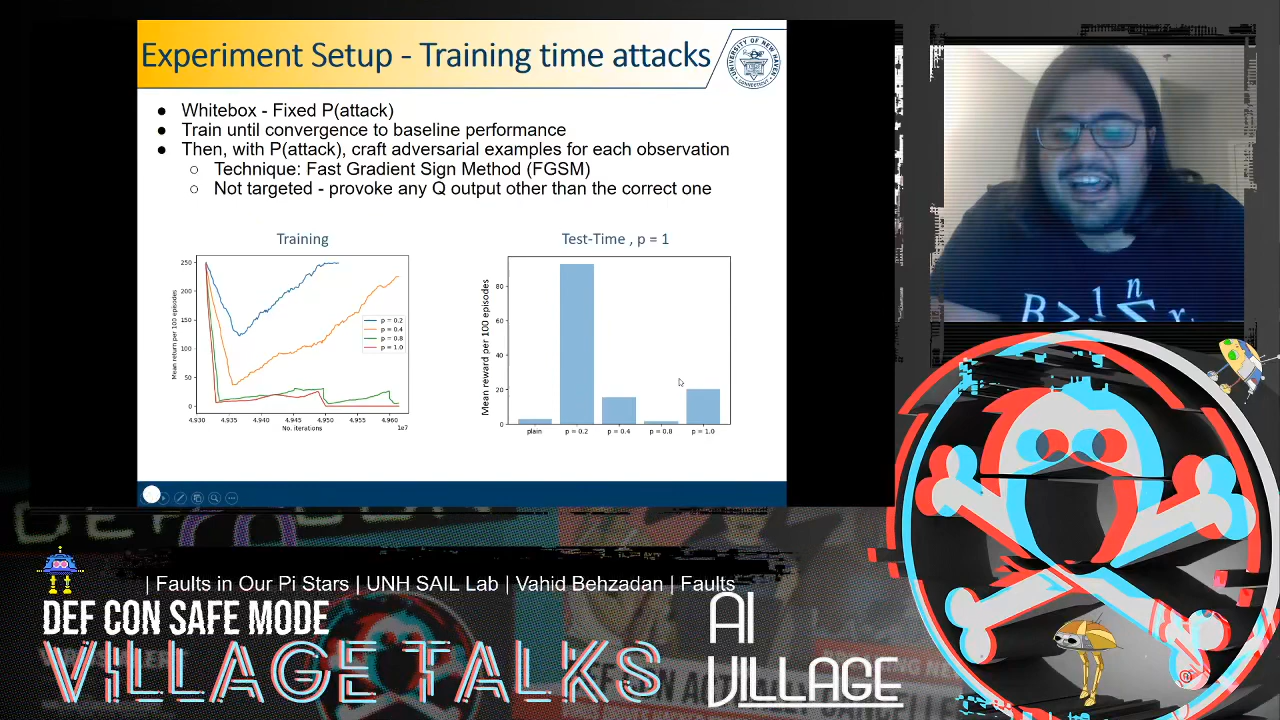 Experiment Setup - Training time attacks
UNIVERSITY OF NEW HAVEN
CONNECTICUT
● Whitebox - Fixed P(attack)
● Train until convergence to baseline performance
● Then, with P(attack), craft adversarial examples for each observation
○ Technique: Fast Gradient Sign Method (FGSM)
○ Not targeted - provoke any Q output other than the correct one
Training
Mean return per 100 episodes
250
200
150
100
50
0
p = 0.2
p = 0.4
p = 0.8
p = 1.0
4.930 4.935 4.940 4.945 4.950 4.955 4.960
No. iterations
1e7
Test-Time , p = 1
Mean reward per 100 episodes
80
60
40
20
0
plain p = 0.2 p = 0.4 p = 0.8 p = 1.0
| Faults in Our Pi Stars | UNH SAIL Lab | Vahid Behzadan | Faults
DEF CON SAFE MODE
VILLAGE TALKS
AI
VILLAGE